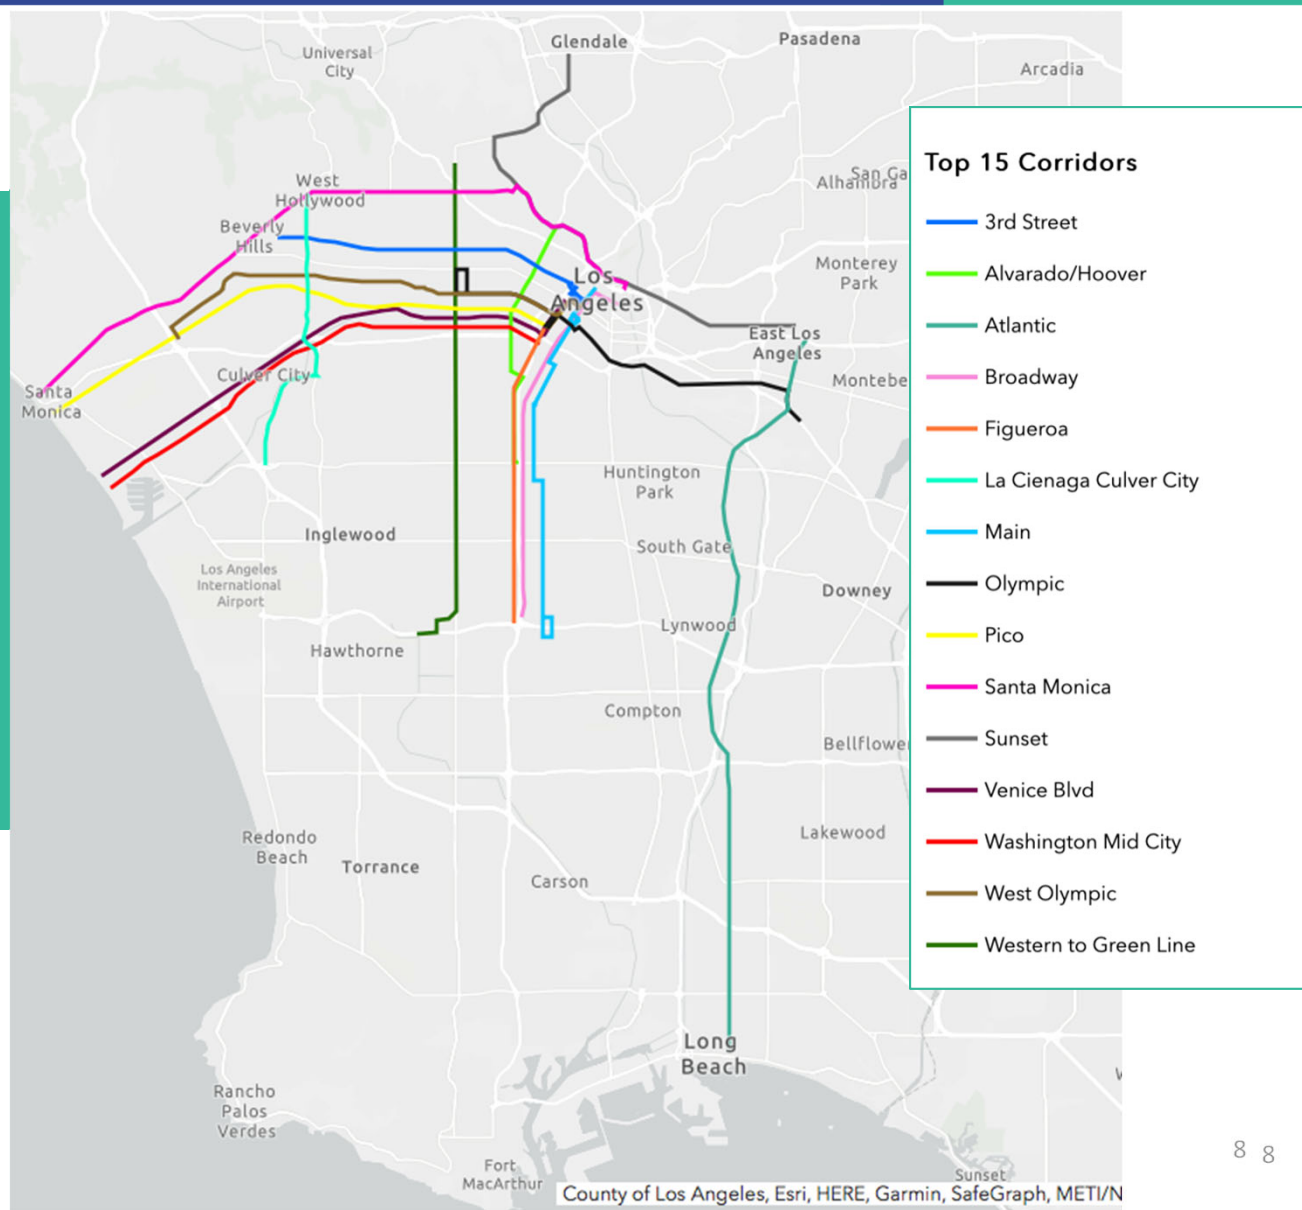 Glendale
Pasadena
Universal
City
Arcadia
Top 15 Corridors
West
Hollywood
San Ga
Alhambra
3rd Street
Beverly
Hills
Alvarado/Hoover
Monterey
Park
Los
Angeles
Atlantic
East Los
Angeles
Culver City
Montebe
Broadway
Santa
Monica
Figueroa
Huntington
Park
La Cienaga Culver City
Inglewood
South Gate
Main
Los Angeles
International
Airport
Downey
Olympic
Lynwood
Hawthorne
Pico
Compton
Santa Monica
Bellflower
Sunset
Venice Blvd
Redondo
Beach
Torrance
Lakewood
Washington Mid City
Carson
West Olympic
Western to Green Line
Long
Beach
Rancho
Palos
Verdes
Fort
MacArthur
Sunset
8 8
County of Los Angeles, Esri, HERE, Garmin, SafeGraph, METI/N